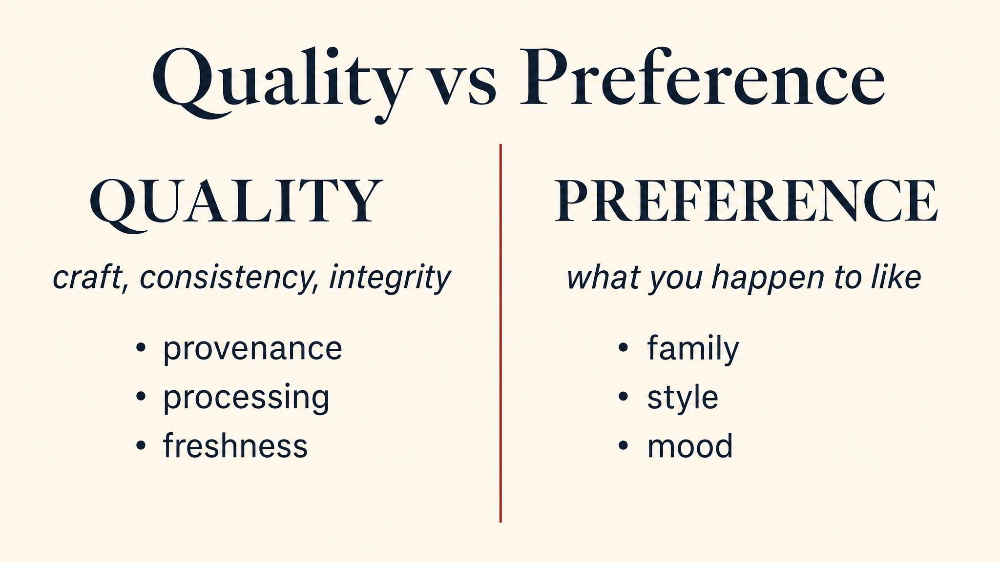 Quality vs Preference
QUALITY
craft, consistency, integrity
• provenance
• processing
• freshness
PREFERENCE
what you happen to like
• family
• style
• mood